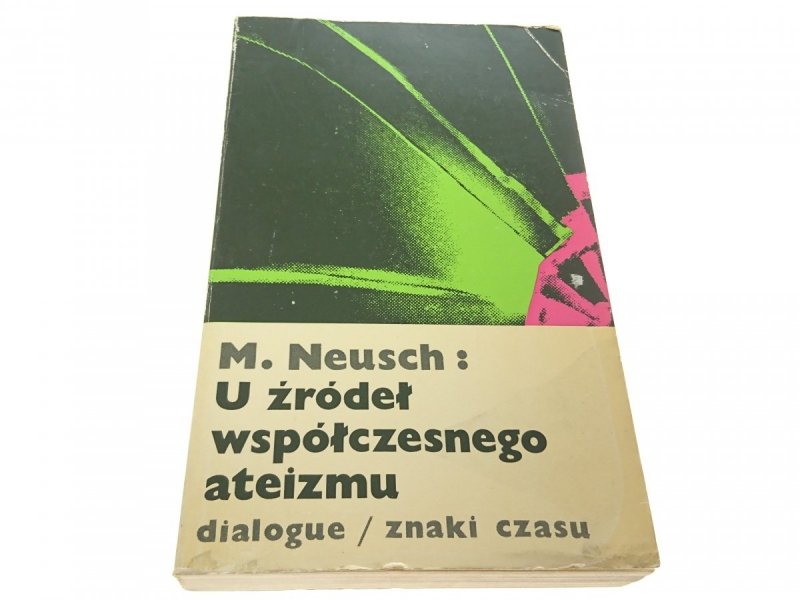 M. Neusch:
U źródeł
współczesnego
ateizmu
dialogue / znaki czasu